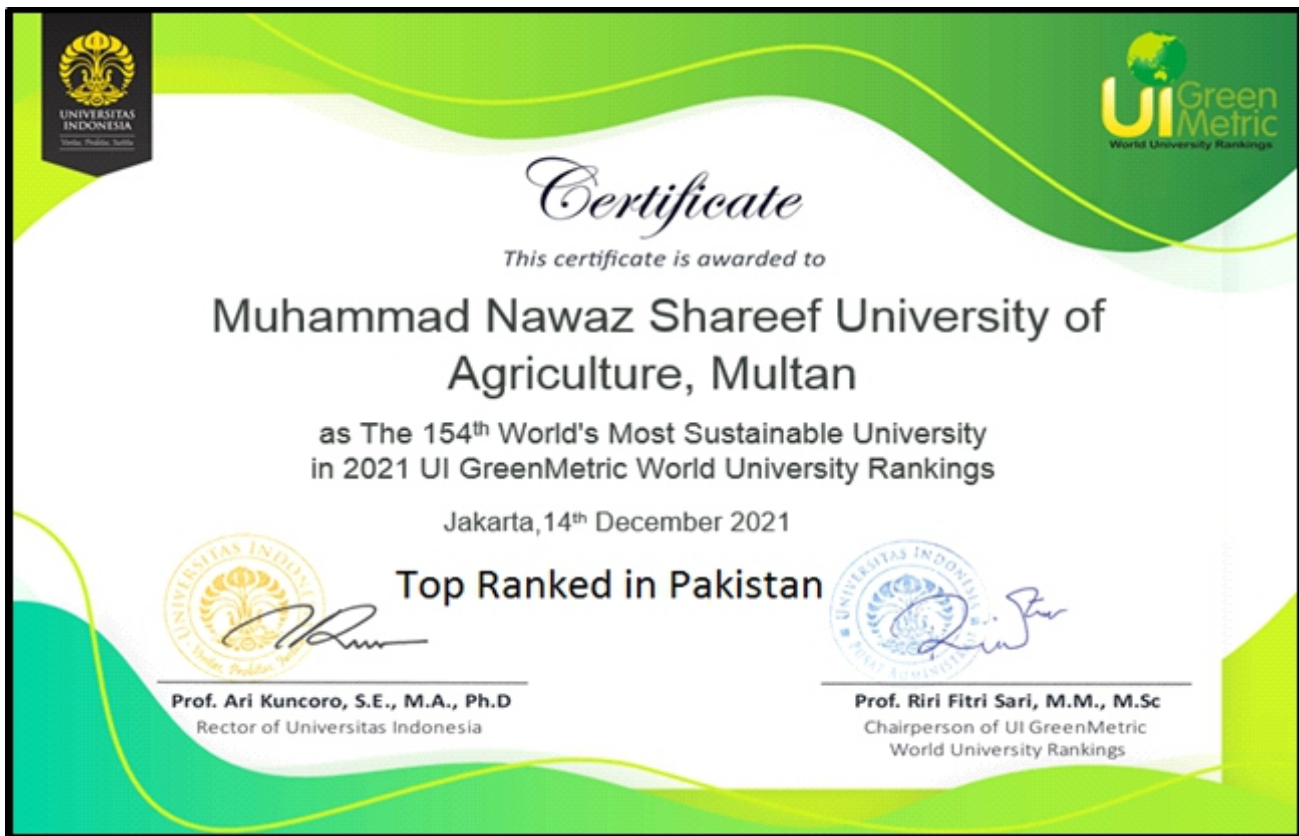 UNIVERSITAS
INDONESIA
Veritas, Probitas, Iustitia
UI Green
Metric
World University Rankings
Certificate
This certificate is awarded to
Muhammad Nawaz Shareef University of
Agriculture, Multan
as The 154th World's Most Sustainable University
in 2021 UI GreenMetric World University Rankings
Jakarta,14th December 2021
Top Ranked in Pakistan
Prof. Ari Kuncoro, S.E., M.A., Ph.D
Rector of Universitas Indonesia
Prof. Riri Fitri Sari, M.M., M.Sc
Chairperson of UI GreenMetric
World University Rankings